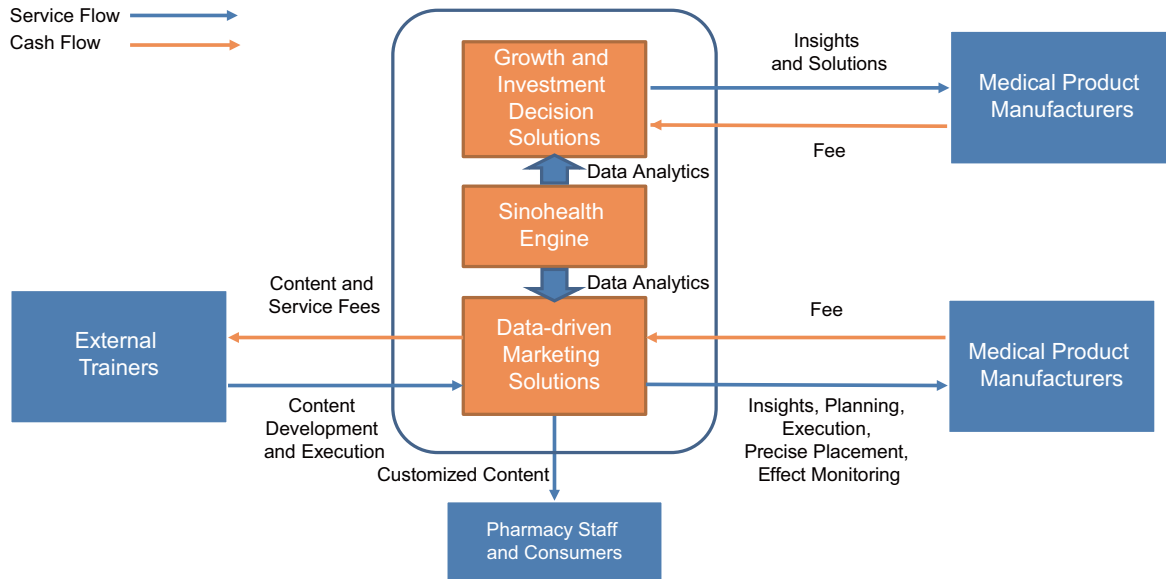 Service Flow
Cash Flow
Growth and
Investment
Decision
Solutions
Insights
and Solutions
Medical Product
Manufacturers
Fee
Data Analytics
Sinohealth
Engine
Data Analytics
Content and
Service Fees
External
Trainers
Data-driven
Marketing
Solutions
Fee
Medical Product
Manufacturers
Content
Development
and Execution
Insights, Planning,
Execution,
Precise Placement,
Effect Monitoring
Customized Content
Pharmacy Staff
and Consumers